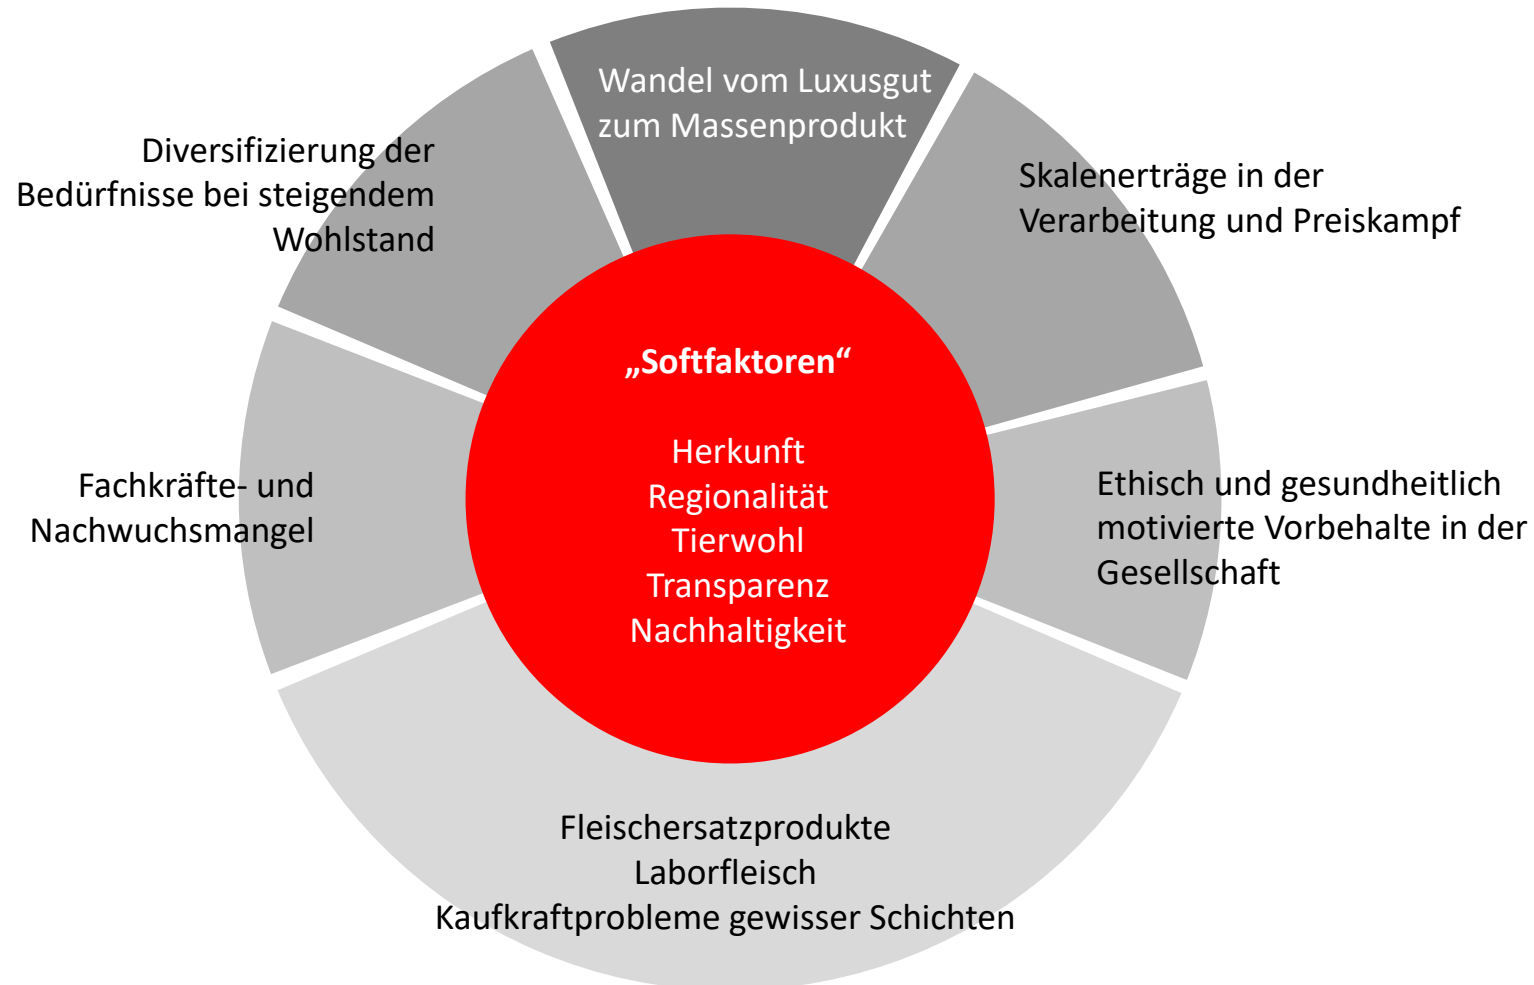 Wandel vom Luxusgut
zum Massenprodukt
Diversifizierung der
Bedürfnisse bei steigendem
Wohlstand
Skalenerträge in der
Verarbeitung und Preiskampf
„Softfaktoren“
Herkunft
Regionalität
Tierwohl
Transparenz
Nachhaltigkeit
Fachkräfte- und
Nachwuchsmangel
Ethisch und gesundheitlich
motivierte Vorbehalte in der
Gesellschaft
Fleischersatzprodukte
Laborfleisch
Kaufkraftprobleme gewisser Schichten